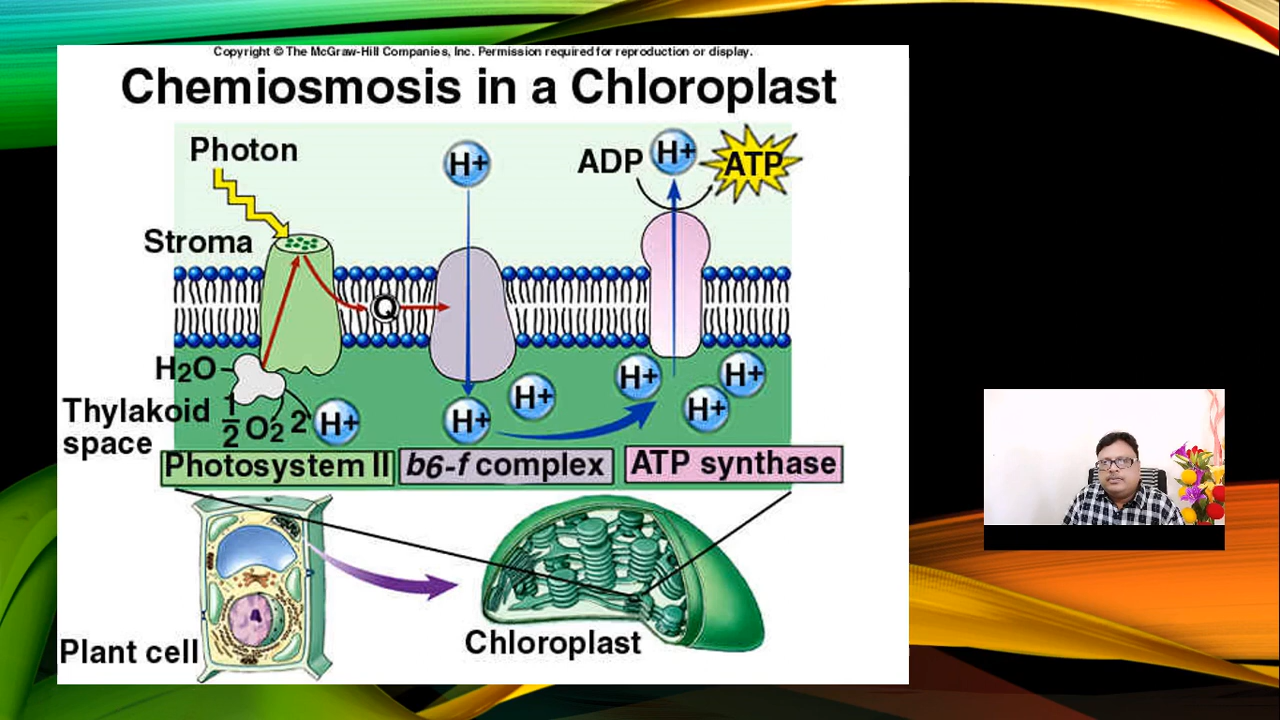 Copyright © The McGraw-Hill Companies, Inc. Permission required for reproduction or display.
Chemiosmosis in a Chloroplast
Photon
H+
ADP
H+
ATP
Stroma
Q
H2O
Thylakoid
space
1/2 O2
2 H+
H+
H+
H+
H+
H+
Photosystem II
b6-f complex
ATP synthase
Plant cell
Chloroplast